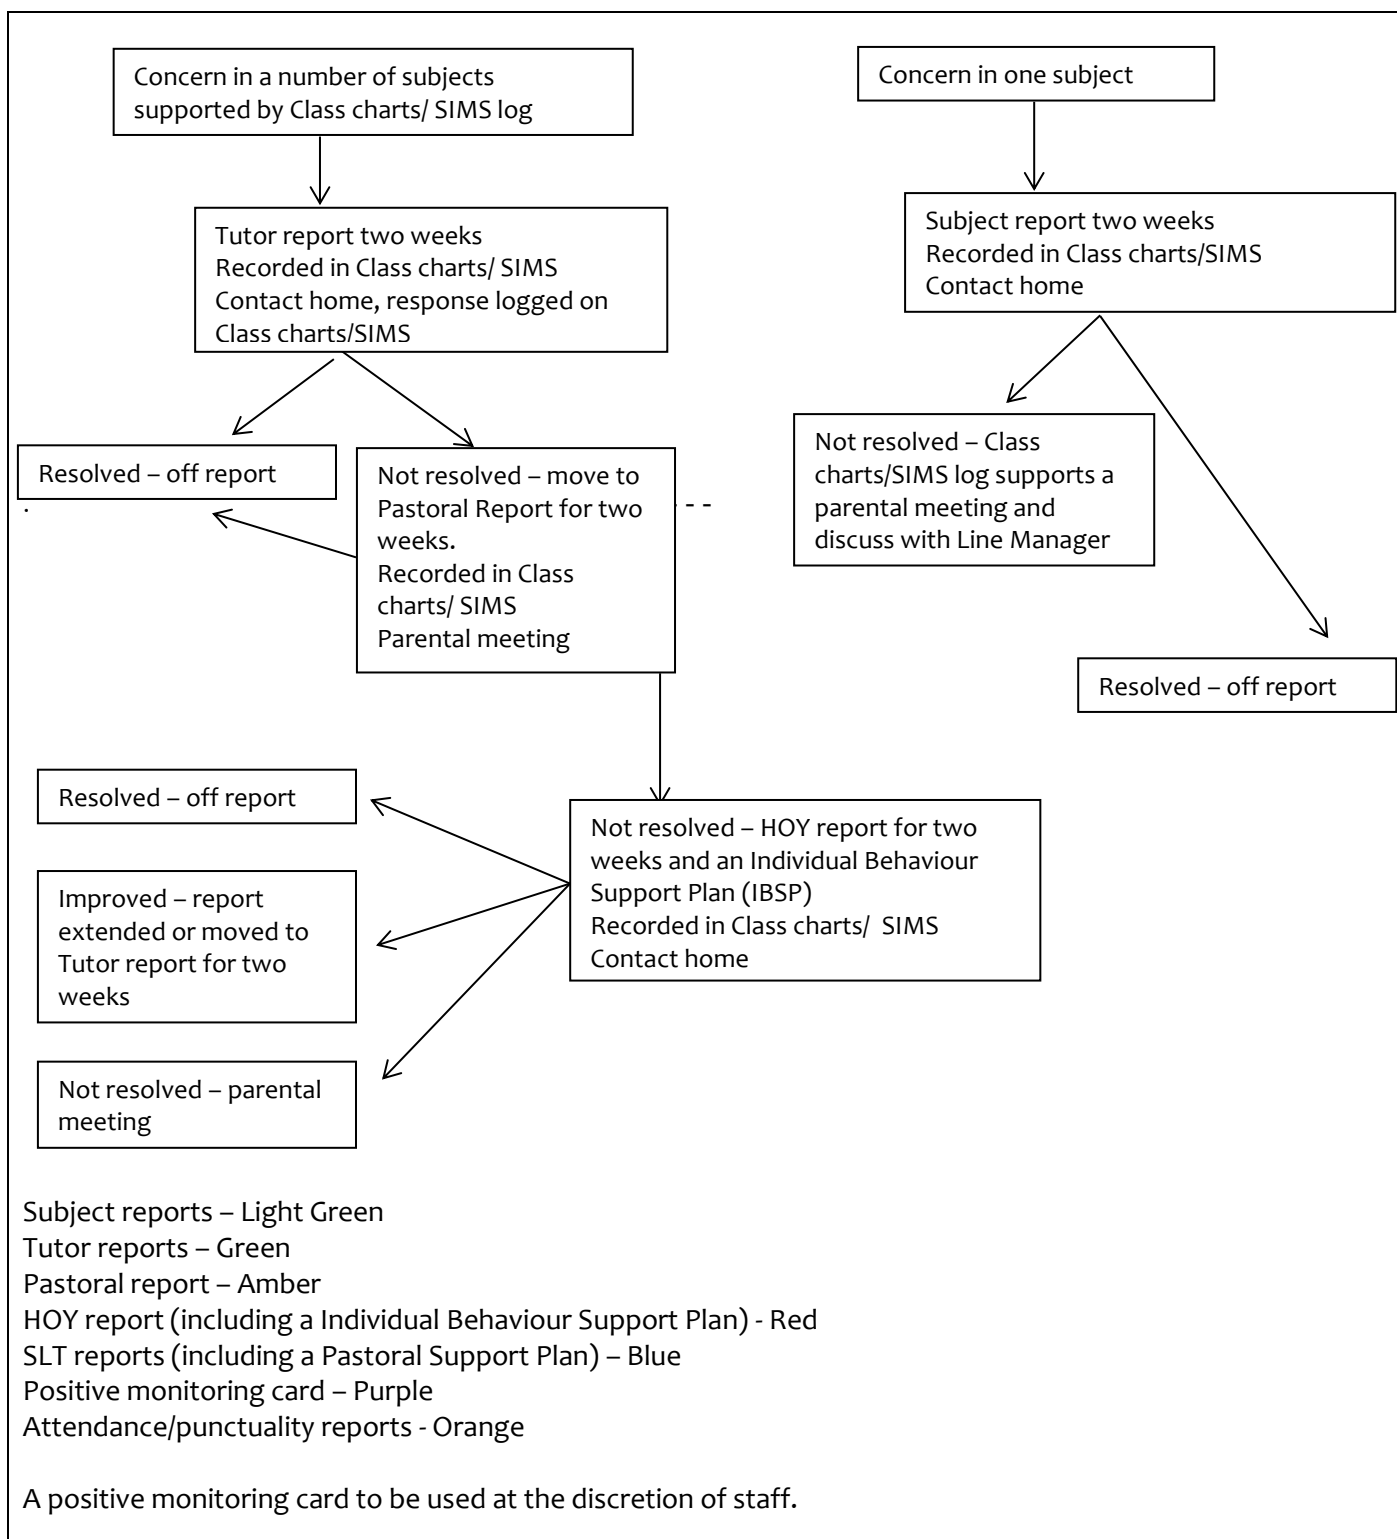 Concern in a number of subjects
supported by Class charts/ SIMS log
Concern in one subject
Tutor report two weeks
Recorded in Class charts/ SIMS
Contact home, response logged on
Class charts/SIMS
Subject report two weeks
Recorded in Class charts/SIMS
Contact home
Resolved – off report
.
Not resolved – move to
Pastoral Report for two
weeks.
Recorded in Class
charts/ SIMS
Parental meeting
- - -
Not resolved – Class
charts/SIMS log supports a
parental meeting and
discuss with Line Manager
Resolved – off report
Resolved – off report
Not resolved – HOY report for two
weeks and an Individual Behaviour
Support Plan (IBSP)
Recorded in Class charts/  SIMS
Contact home
Improved – report
extended or moved to
Tutor report for two
weeks
Not resolved – parental
meeting
Subject reports – Light Green
Tutor reports – Green
Pastoral report – Amber
HOY report (including a Individual Behaviour Support Plan) - Red
SLT reports (including a Pastoral Support Plan) – Blue
Positive monitoring card – Purple
Attendance/punctuality reports - Orange
A positive monitoring card to be used at the discretion of staff.